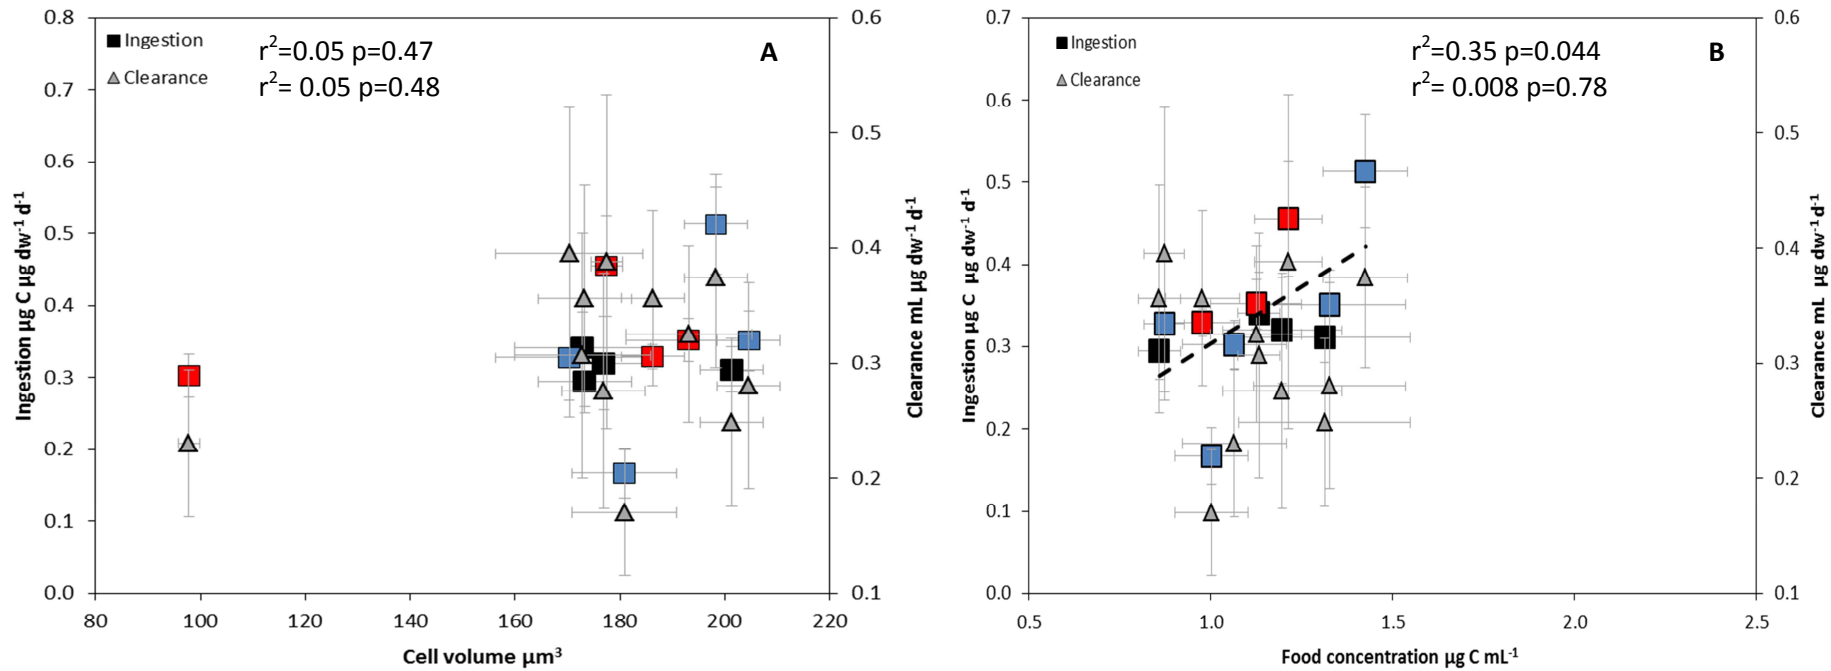 0.8
0.7
0.6
0.5
0.4
0.3
0.2
0.1
0.0
Ingestion µg C µg dw⁻¹ d⁻¹
Ingestion
Clearance
r²=0.05 p=0.47
r²= 0.05 p=0.48
A
0.6
0.5
0.4
0.3
0.2
0.1
Clearance mL µg dw⁻¹ d⁻¹
80 100 120 140 160 180 200 220
Cell volume µm³
0.7
0.6
0.5
0.4
0.3
0.2
0.1
0.0
Ingestion µg C µg dw⁻¹ d⁻¹
Ingestion
Clearance
r²=0.35 p=0.044
r²= 0.008 p=0.78
B
0.6
0.5
0.4
0.3
0.2
0.1
Clearance mL µg dw⁻¹ d⁻¹
0.5 1.0 1.5 2.0 2.5
Food concentration µg C mL⁻¹